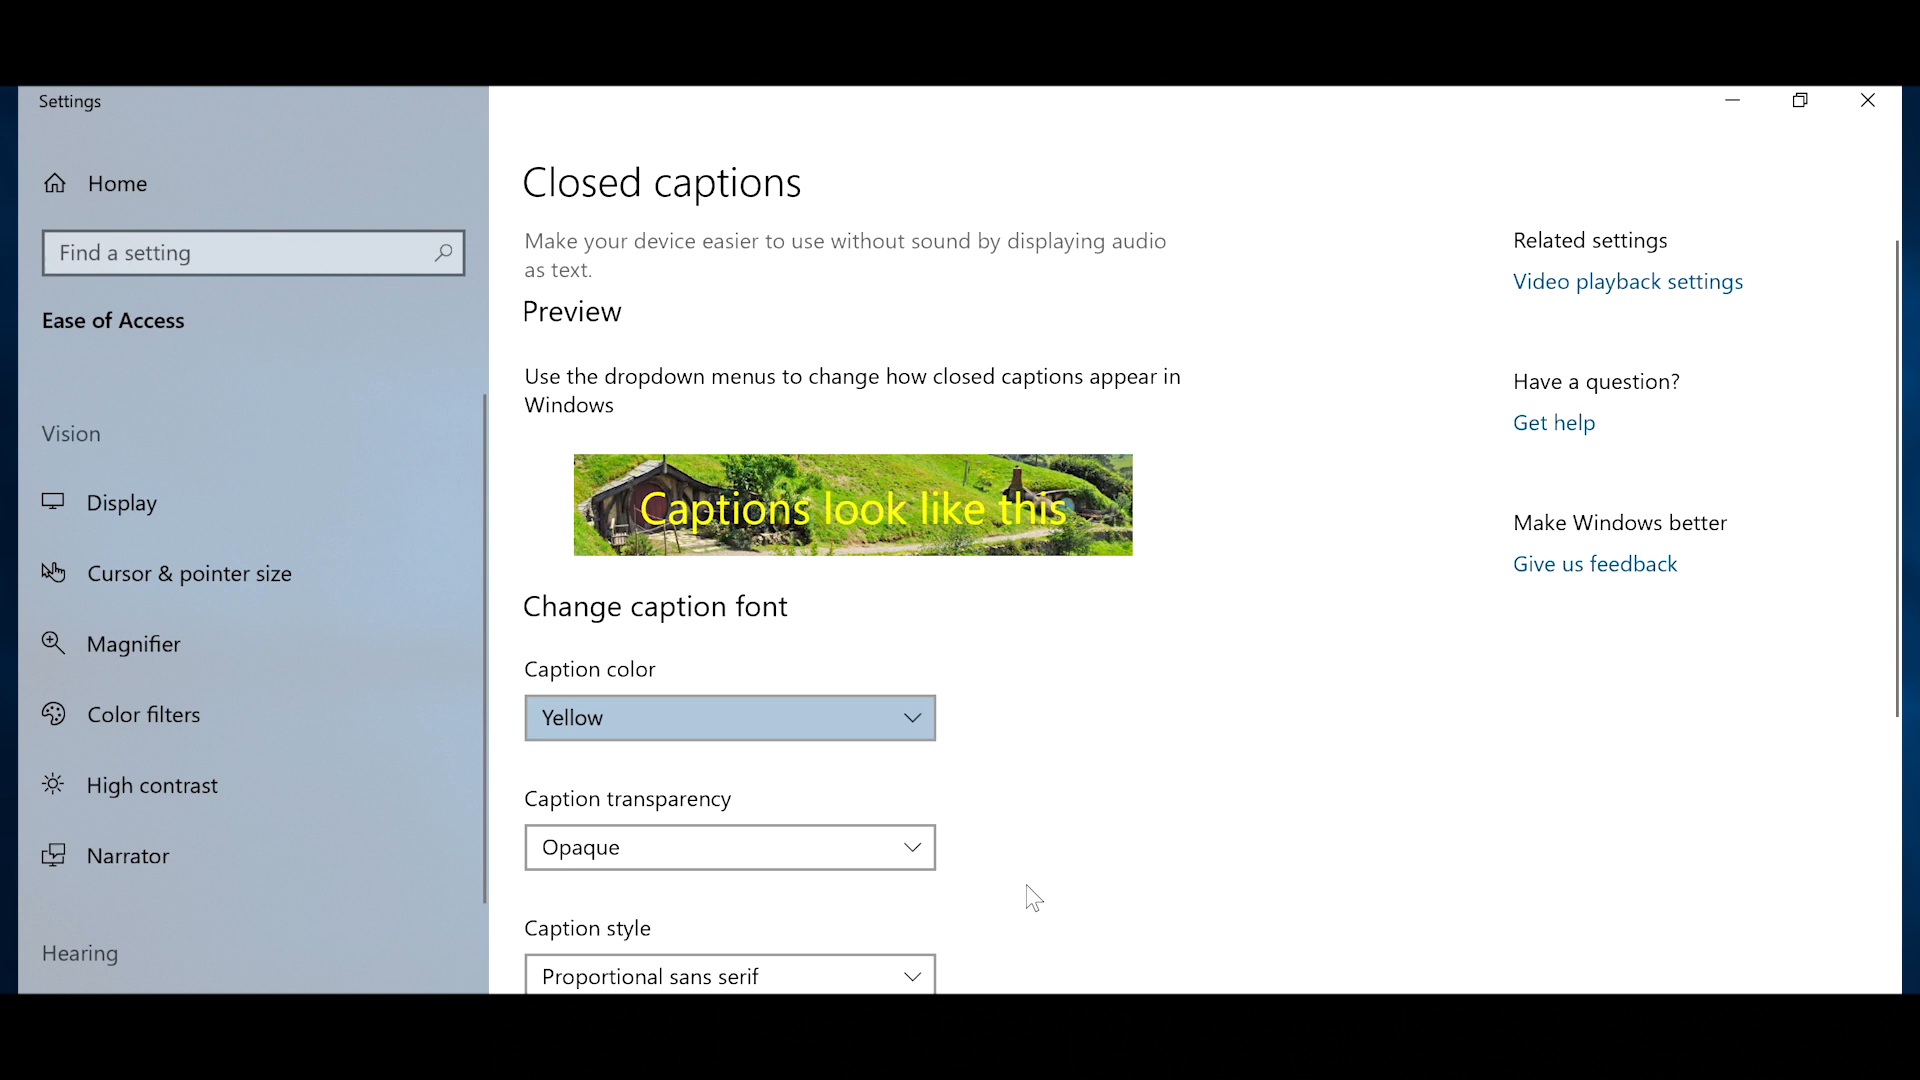 Settings
Home
Find a setting
Ease of Access
Vision
Display
Cursor & pointer size
Magnifier
Color filters
High contrast
Narrator
Hearing
Closed captions
Make your device easier to use without sound by displaying audio
as text.
Preview
Use the dropdown menus to change how closed captions appear in
Windows
Captions look like this
Change caption font
Caption color
Yellow
Caption transparency
Opaque
Caption style
Proportional sans serif
Related settings
Video playback settings
Have a question?
Get help
Make Windows better
Give us feedback